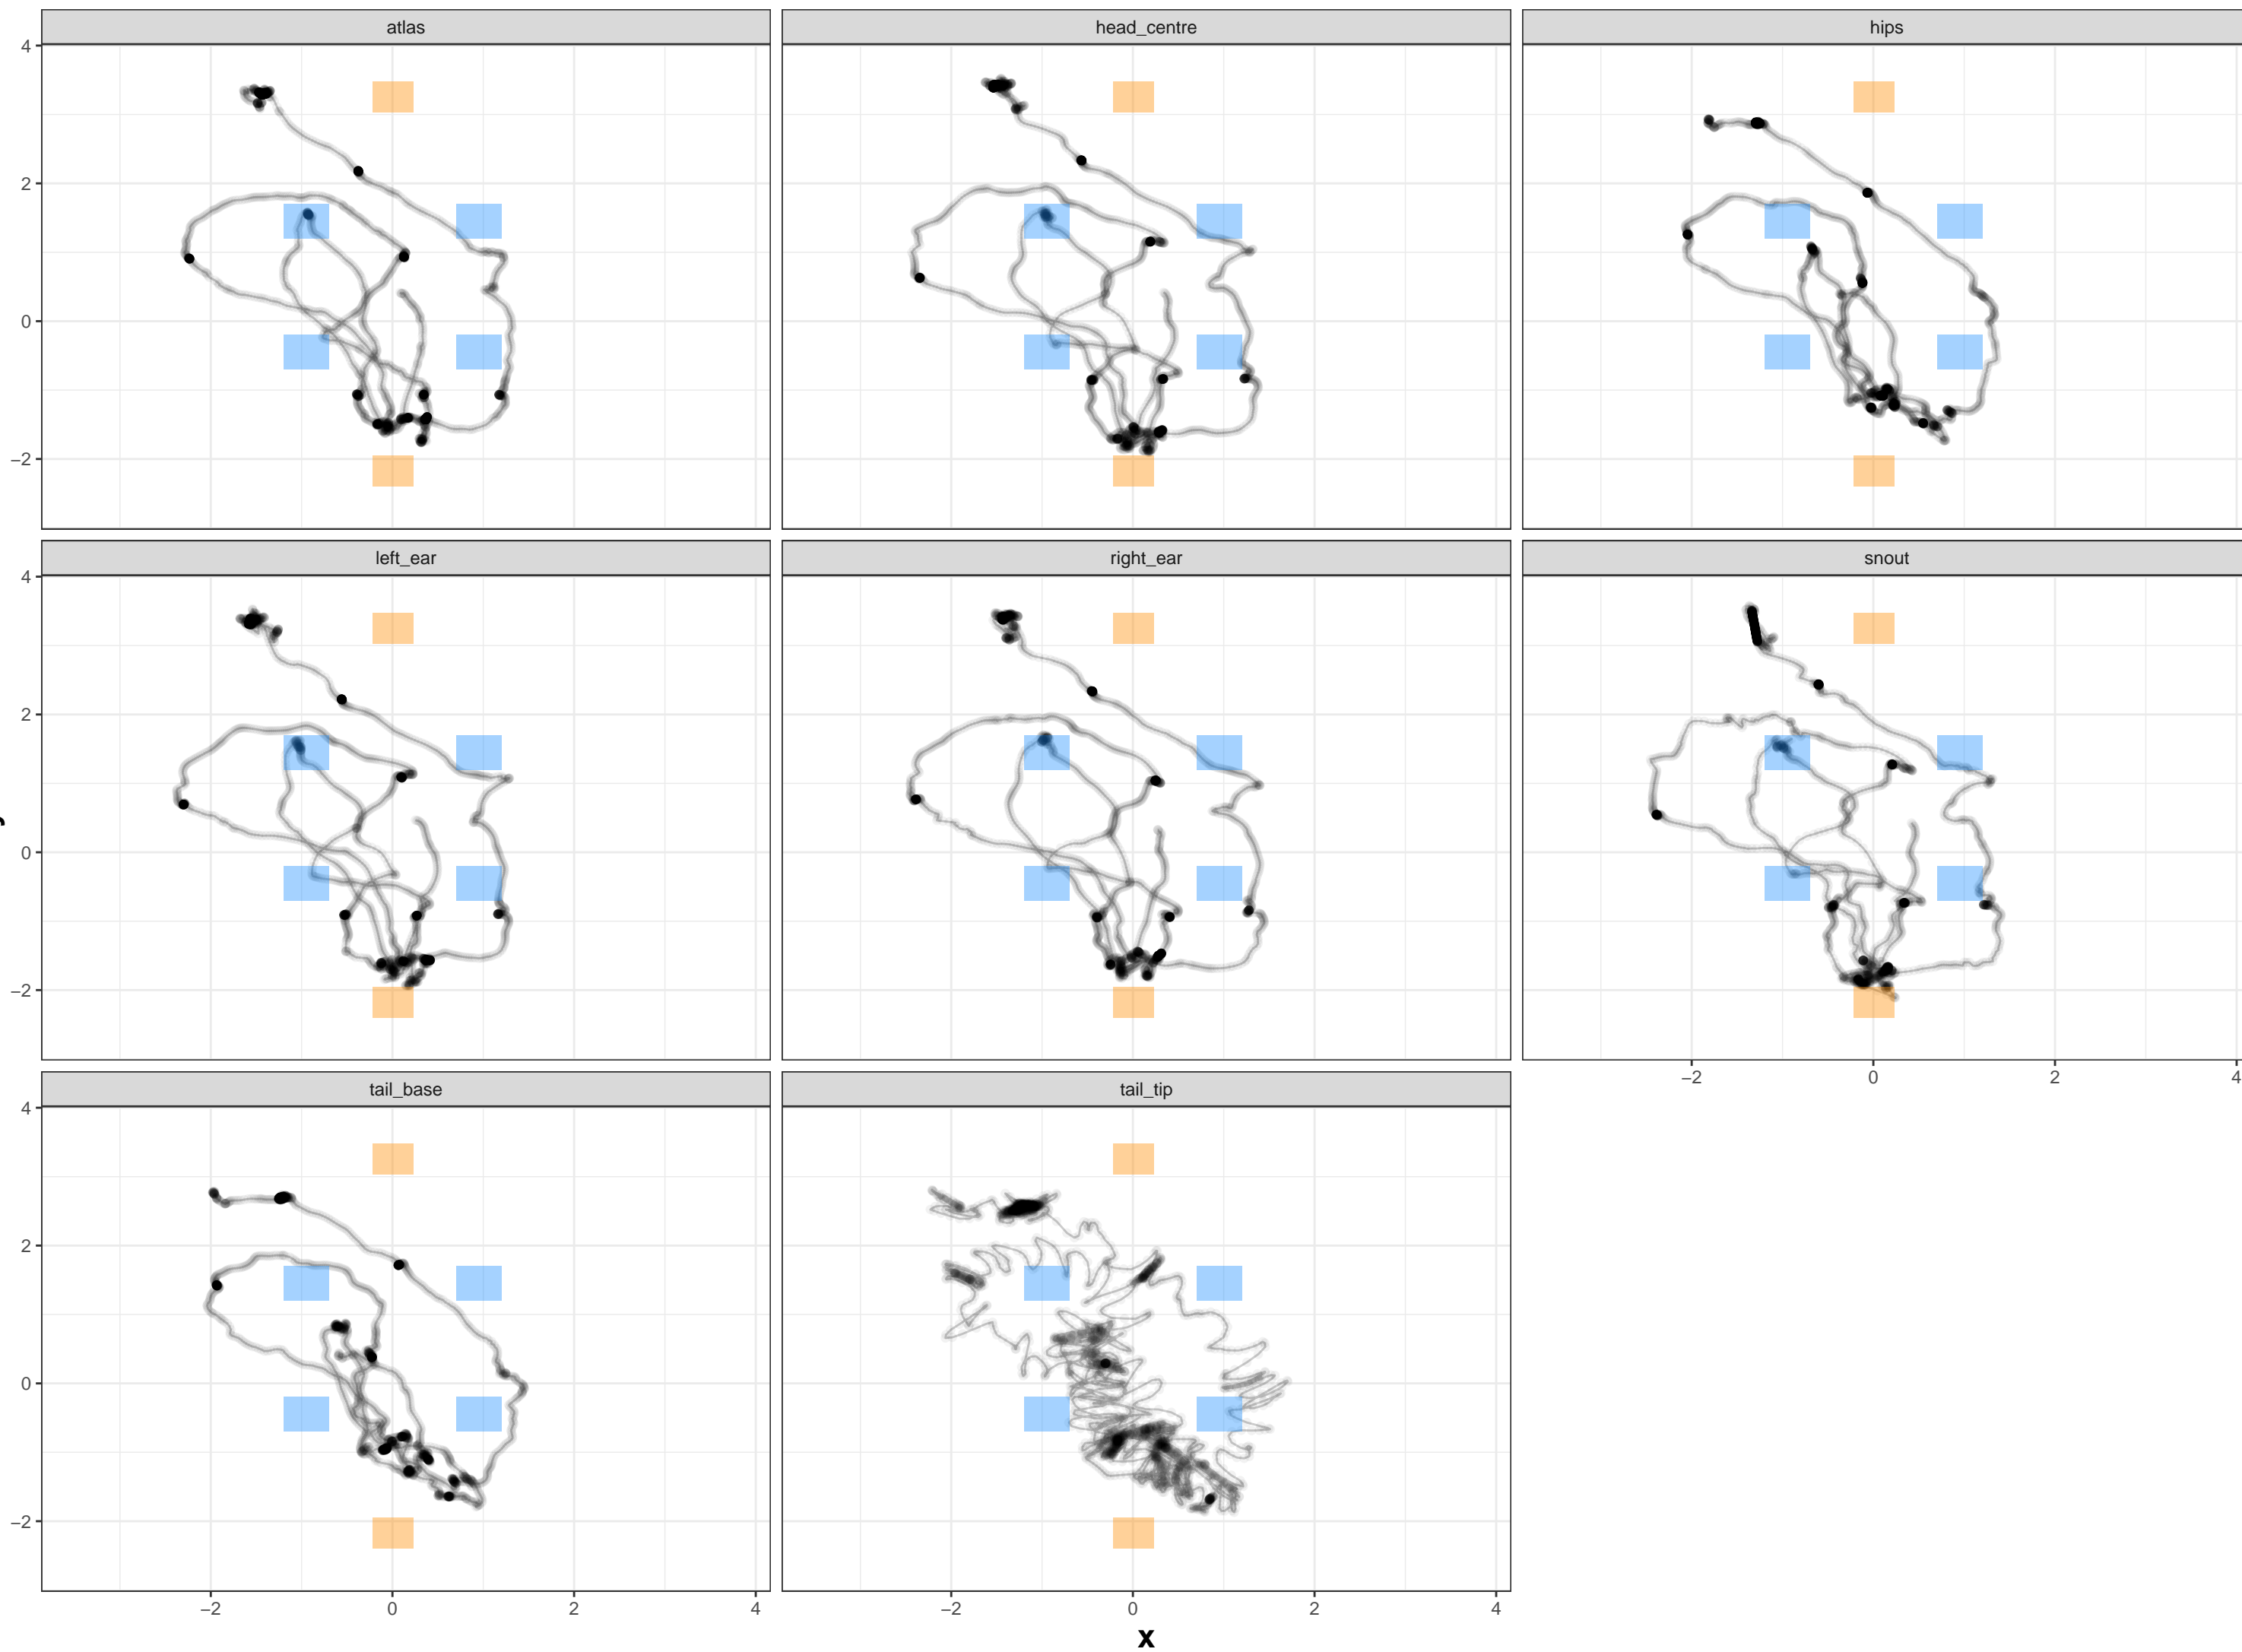 atlas head_centre hips
4
2
0
−2
left_ear right_ear snout
4
2
0
−2
−2 0 2 4
tail_base tail_tip
4
2
0
−2
−2 0 2 4 −2 0 2 4
x